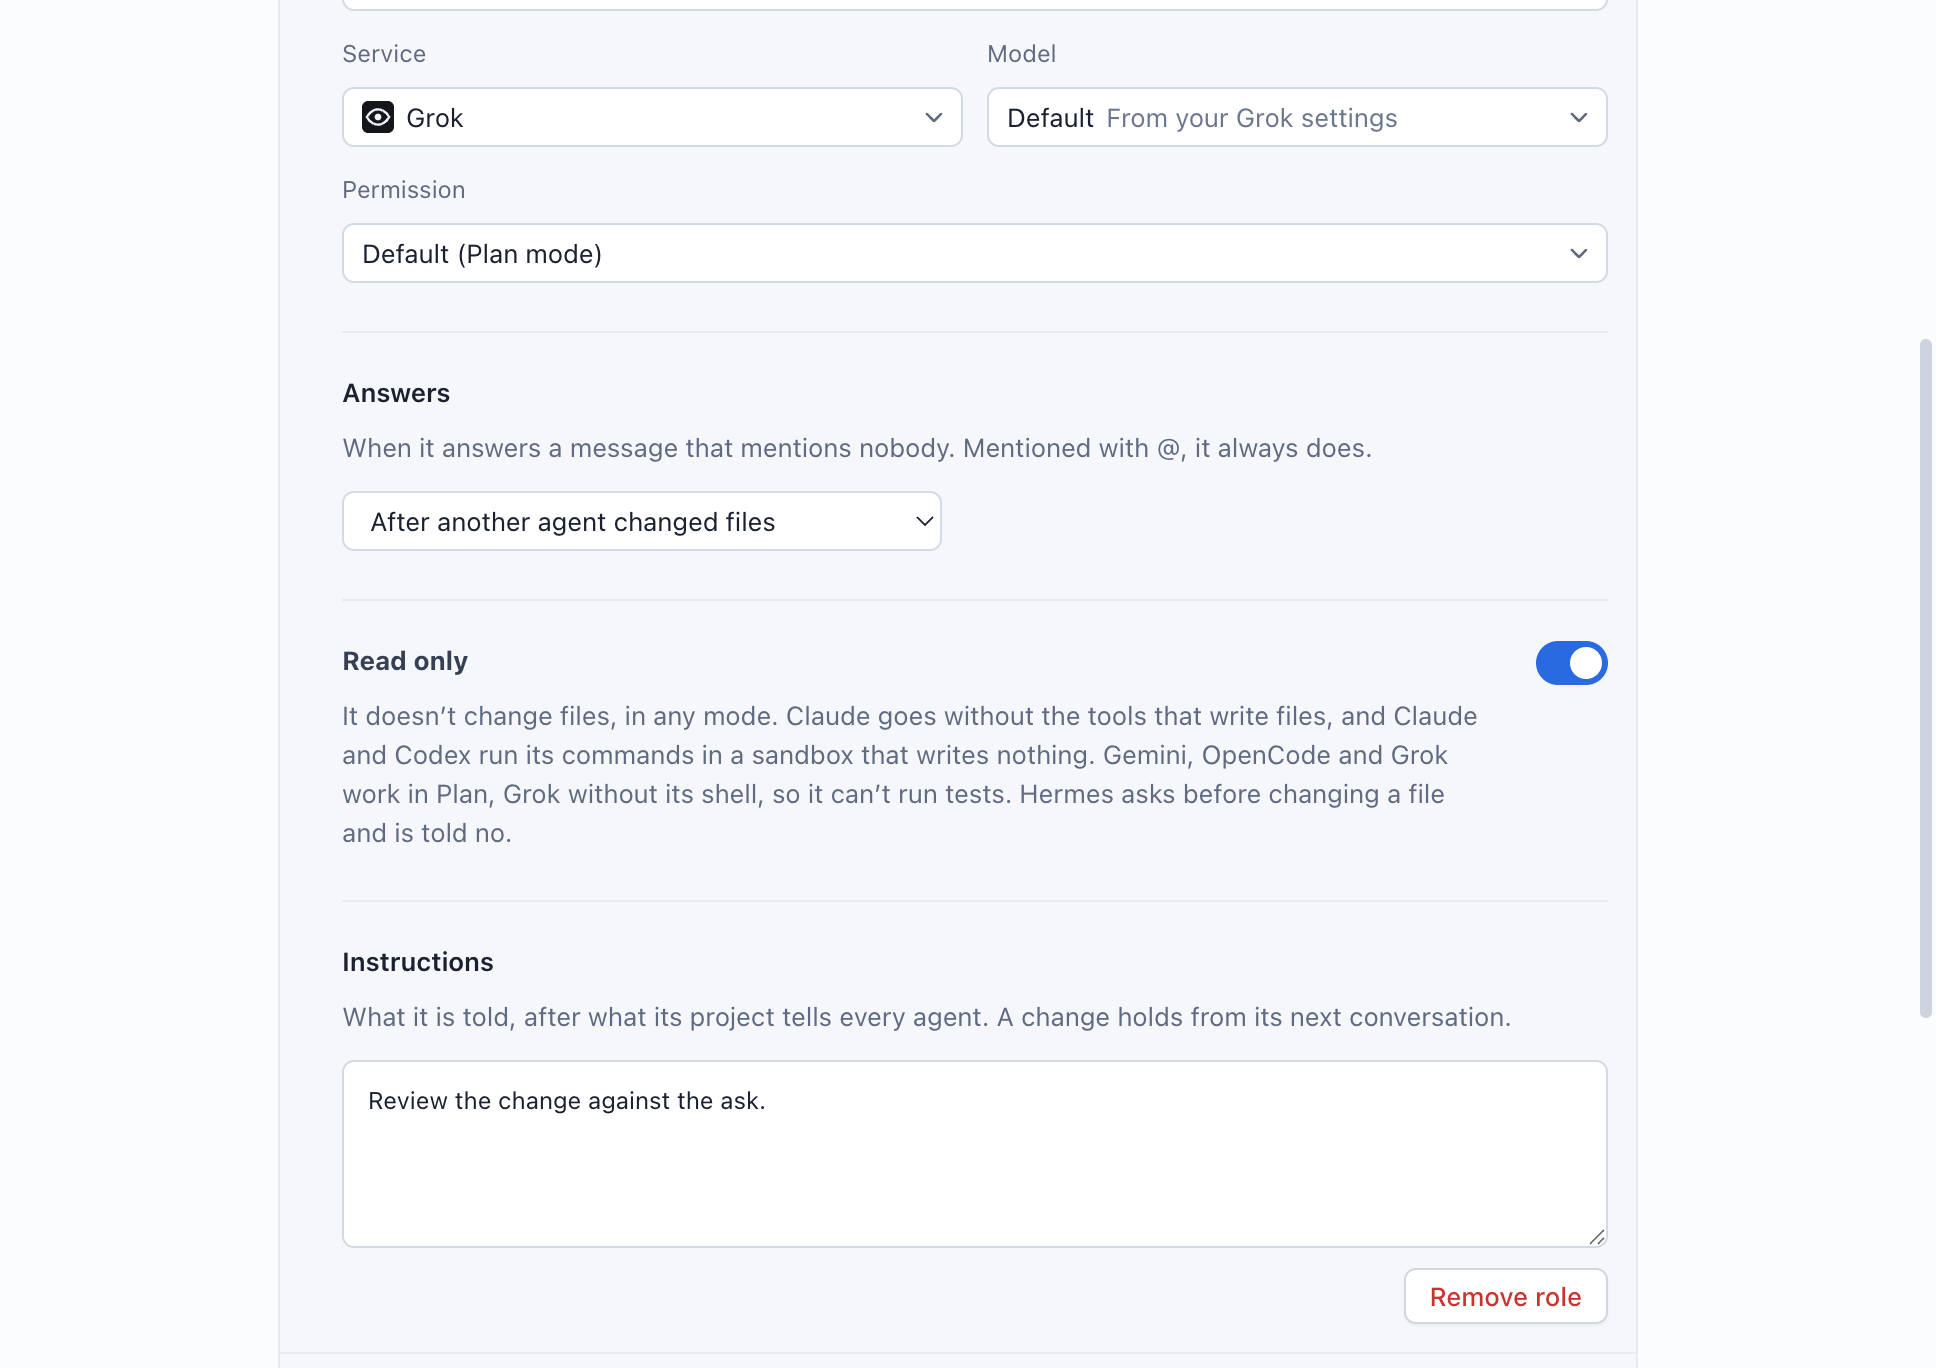 Service
Model
Grok
Default From your Grok settings
Permission
Default (Plan mode)
Answers
When it answers a message that mentions nobody. Mentioned with @, it always does.
After another agent changed files
Read only
It doesn’t change files, in any mode. Claude goes without the tools that write files, and Claude
and Codex run its commands in a sandbox that writes nothing. Gemini, OpenCode and Grok
work in Plan, Grok without its shell, so it can’t run tests. Hermes asks before changing a file
and is told no.
Instructions
What it is told, after what its project tells every agent. A change holds from its next conversation.
Review the change against the ask.
Remove role